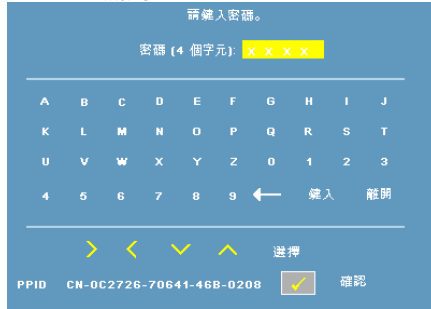 請鍵入密碼。
密碼 (4 個字元): X X X X
A B C D E F G H I J
K L M N O P Q R S T
U V W X Y Z 0 1 2 3
4 5 6 7 8 9 ← 鍵入 離開
> < ∨ ∧ 選擇
PPID CN-0C2726-70641-46B-0208 ✓ 確認